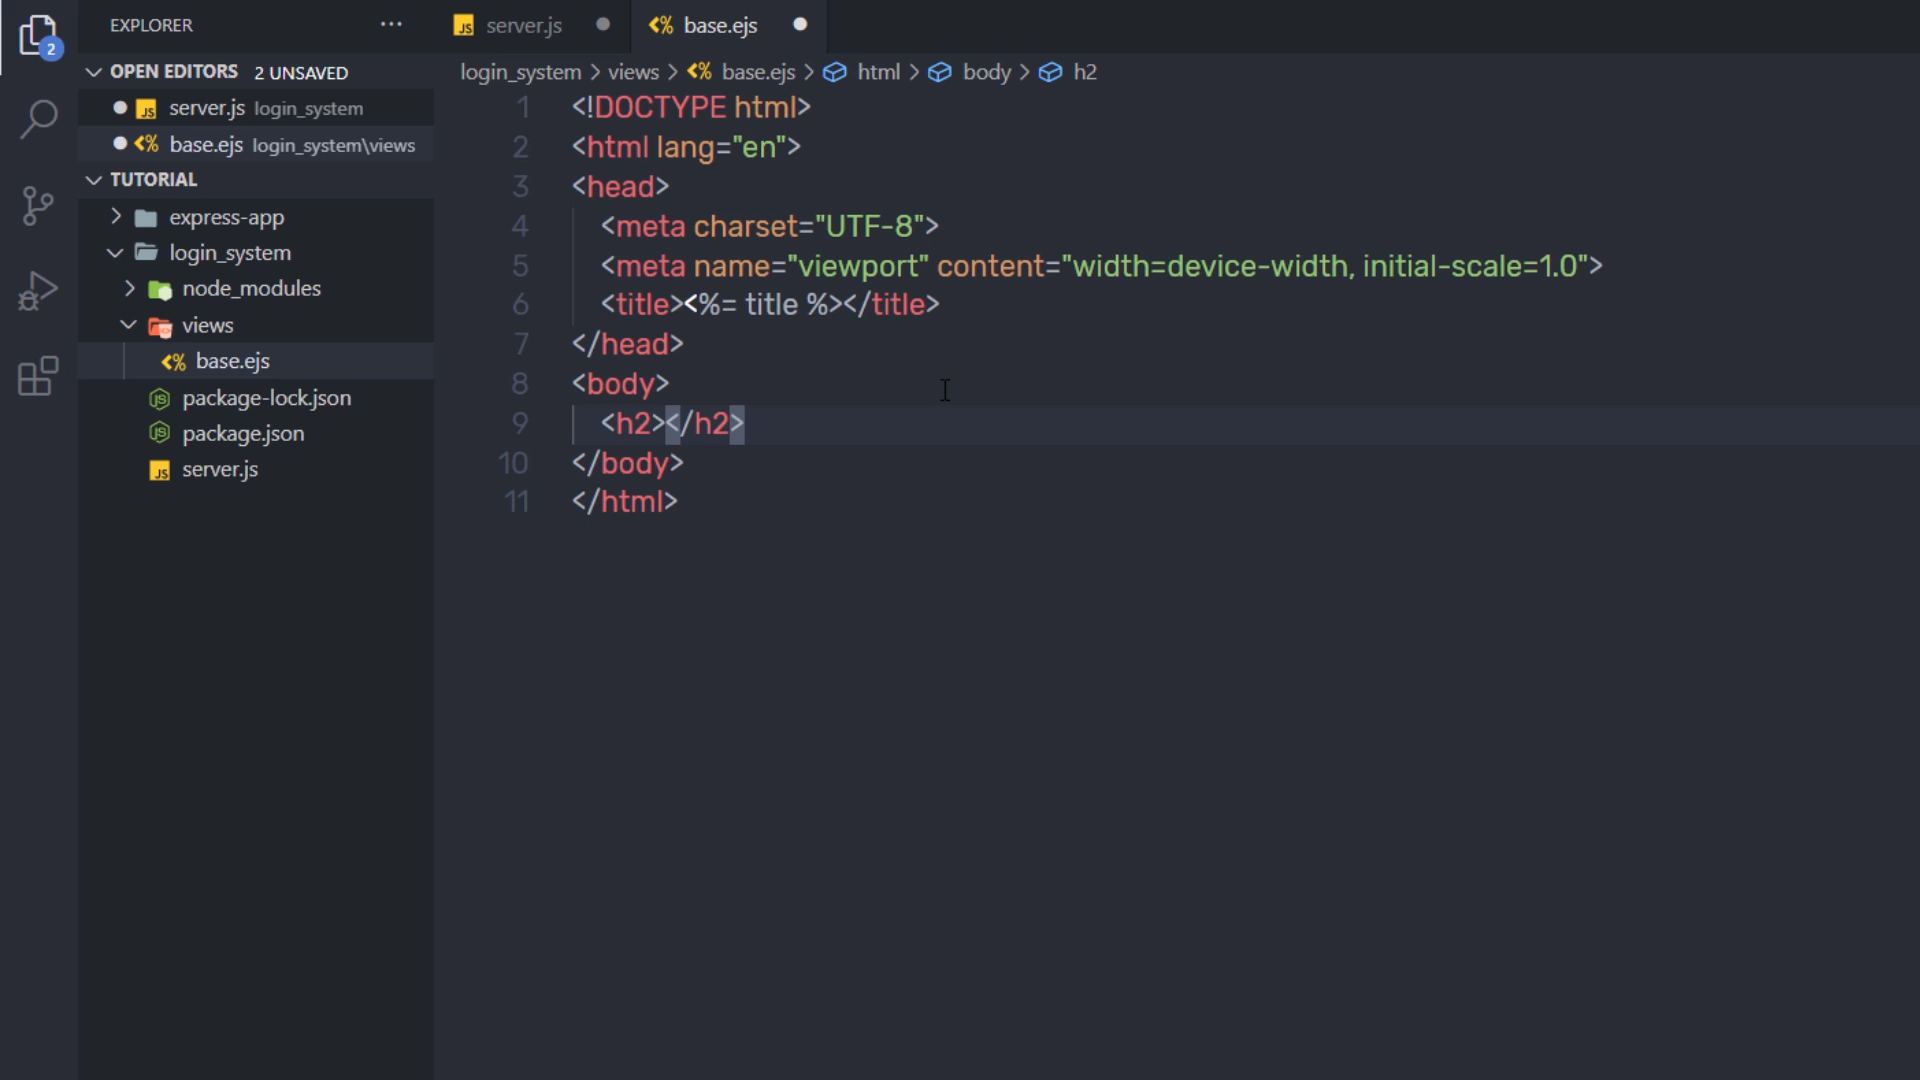 EXPLORER ···
2
OPEN EDITORS 2 UNSAVED
JS server.js login_system
<% base.ejs login_system\views
TUTORIAL
express-app
login_system
node_modules
views
<% base.ejs
package-lock.json
package.json
JS server.js
JS server.js
<% base.ejs
login_system > views > <% base.ejs > html > body > h2
1 <!DOCTYPE html>
2 <html lang="en">
3 <head>
4 <meta charset="UTF-8">
5 <meta name="viewport" content="width=device-width, initial-scale=1.0">
6 <title><%= title %></title>
7 </head>
8 <body>
9 <h2></h2>
10 </body>
11 </html>